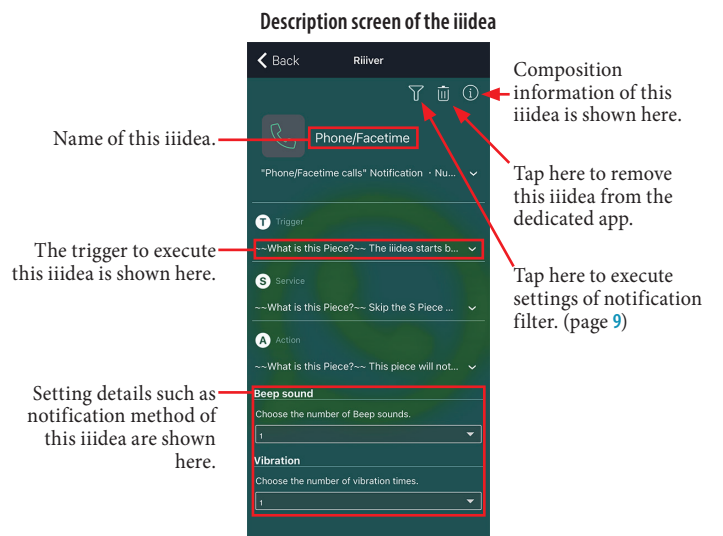 Description screen of the iiidea
Back
Riiiver
Composition
information of this
iiidea is shown here.
Name of this iiidea.
Phone/Facetime
"Phone/Facetime calls" Notification ・Nu...
Tap here to remove
this iiidea from the
dedicated app.
T Trigger
The trigger to execute
this iiidea is shown here.
~~What is this Piece?~~ The iiidea starts b...
Tap here to execute
settings of notification
filter. (page 9)
S Service
~~What is this Piece?~~ Skip the S Piece ...
A Action
~~What is this Piece?~~ This piece will not...
Setting details such as
notification method of
this iiidea are shown
here.
Beep sound
Choose the number of Beep sounds.
1
Vibration
Choose the number of vibration times.
1